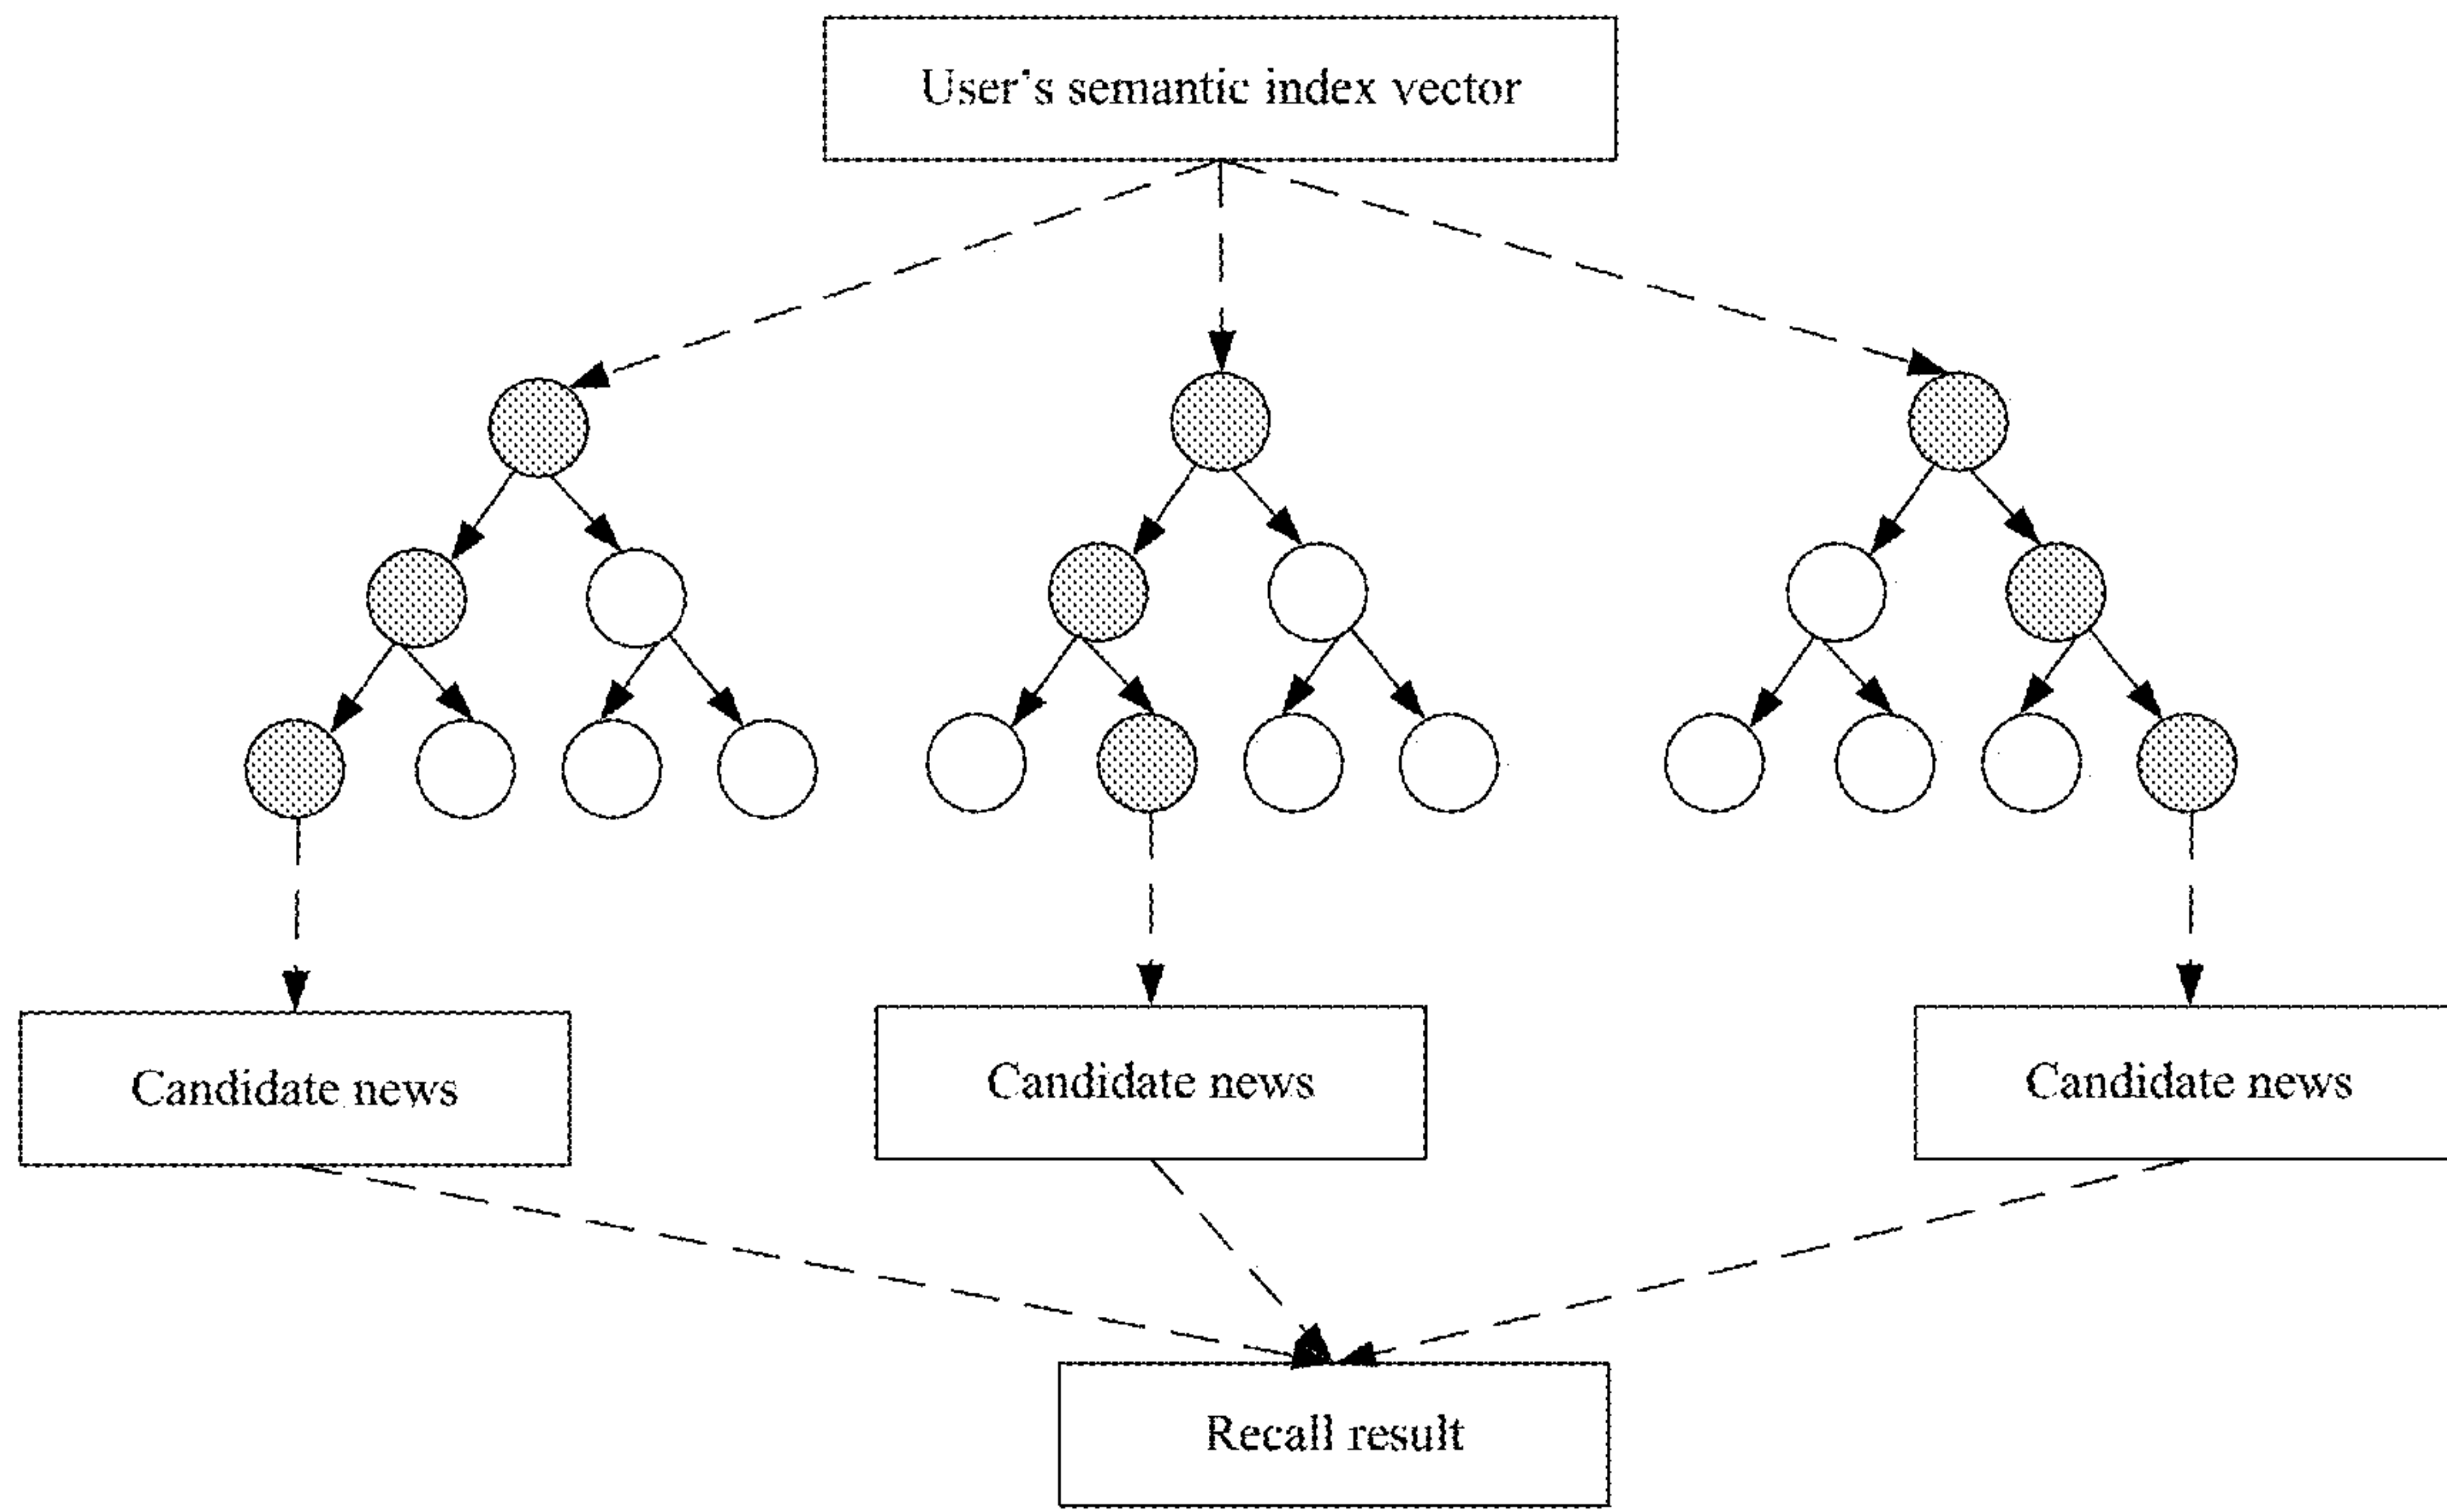 User's semantic index vector
Candidate news
Candidate news
Candidate news
Recall result